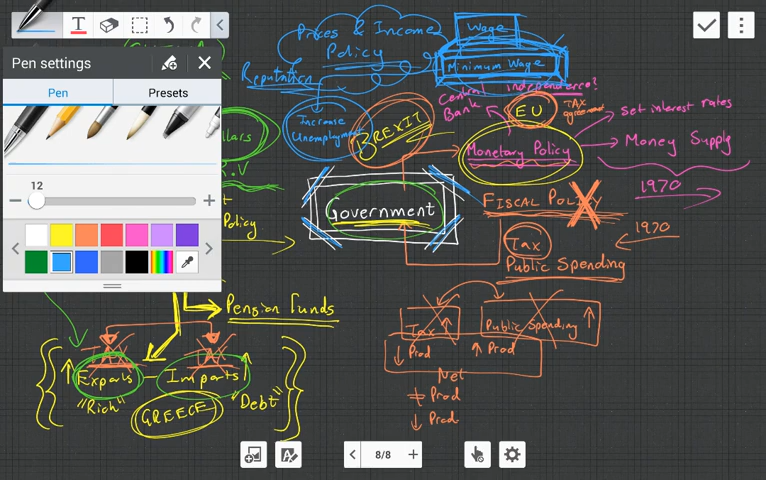 T
Pen settings
Pen
Presets
12
Prices & Income
Policy
Wage
Minimum Wage
Reputation
Increase
Unemployment
BREXIT
Central
Bank
independence?
EU
TAX
agreement
set interest rates
Monetary Policy
Money Supply
1970
llars
R.V
Policy
Government
FISCAL POLICY
Tax
1970
Public Spending
Pension Funds
Tax ↑
Public Spending ↑
↓ Prod
↑ Prod
Net
≠ Prod
↓ Prod
↑ Exports – Imports ↑
"Rich"
GREECE
"Debt"
8/8